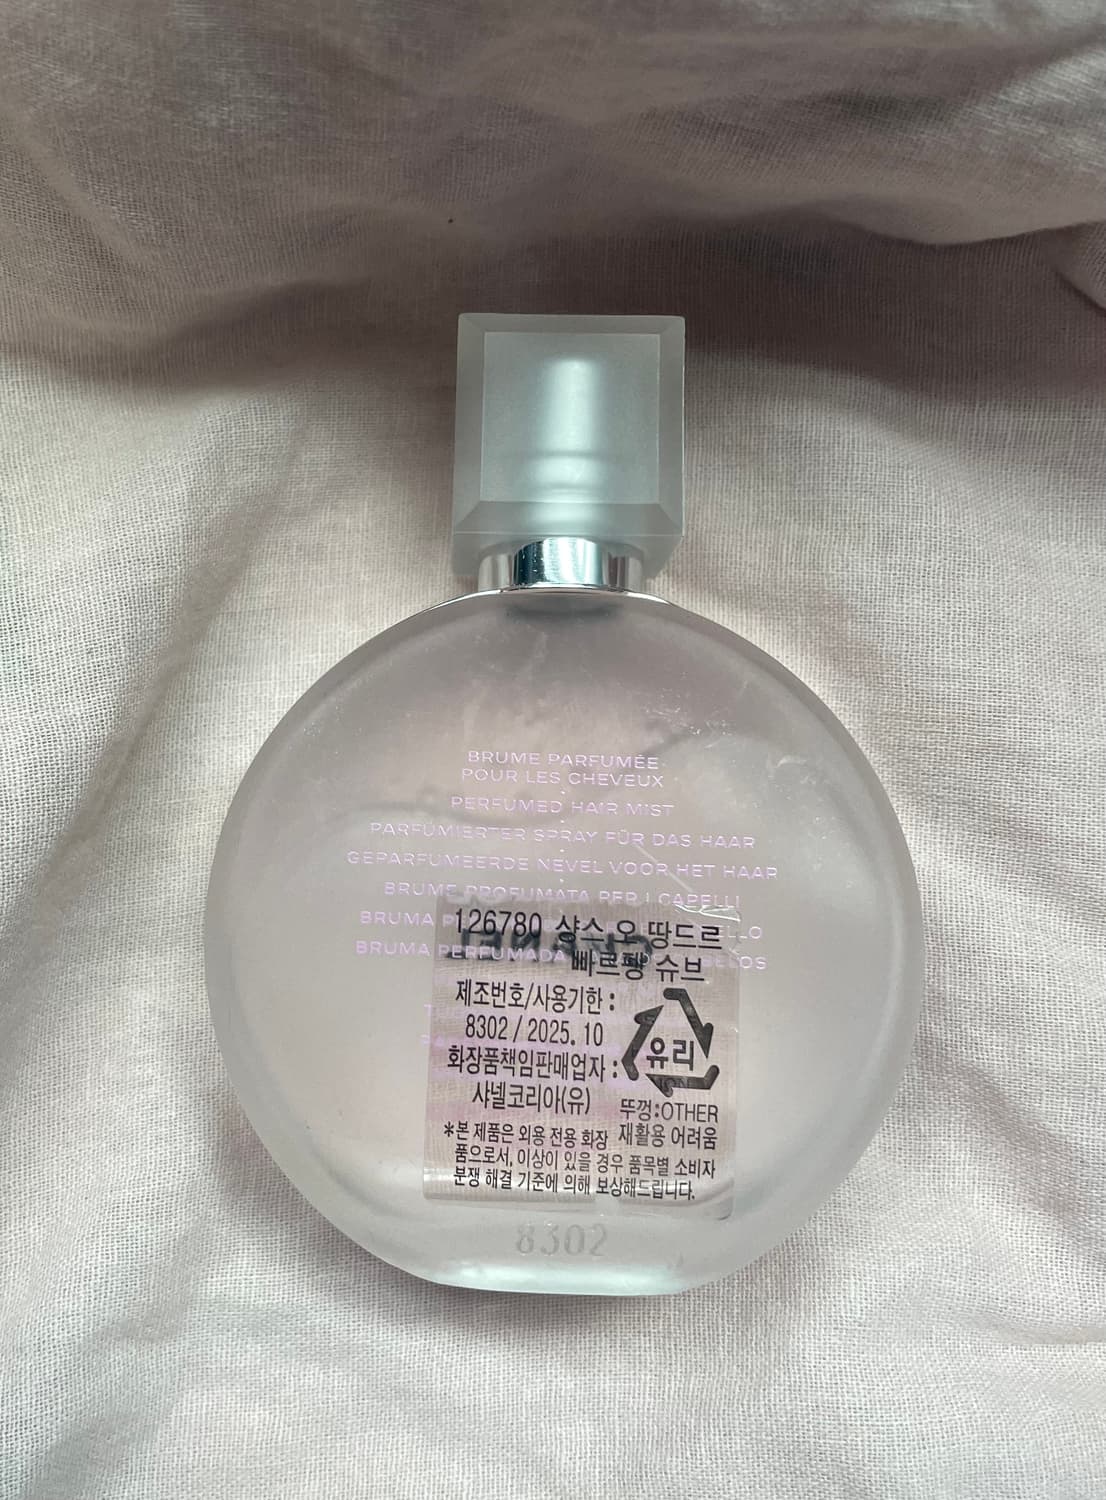 BRUME PARFUMÉE
POUR LES CHEVEUX
PERFUMED HAIR MIST
PARFÜMIERTER SPRAY FÜR DAS HAAR
GEPARFUMEERDE NEVEL VOOR HET HAAR
BRUME PROFUMATA PER I CAPELLI
BRUMA
BRUMA PERFUMADA
126780 샹스 오 땅드르
빠르팽 슈브
제조번호/사용기한 :
8302 / 2025. 10
화장품책임판매업자 :
샤넬코리아(유)
유리
뚜껑:OTHER
재활용 어려움
*본 제품은 외용 전용 화장
품으로서, 이상이 있을 경우 품목별 소비자
분쟁 해결 기준에 의해 보상해드립니다.
8302